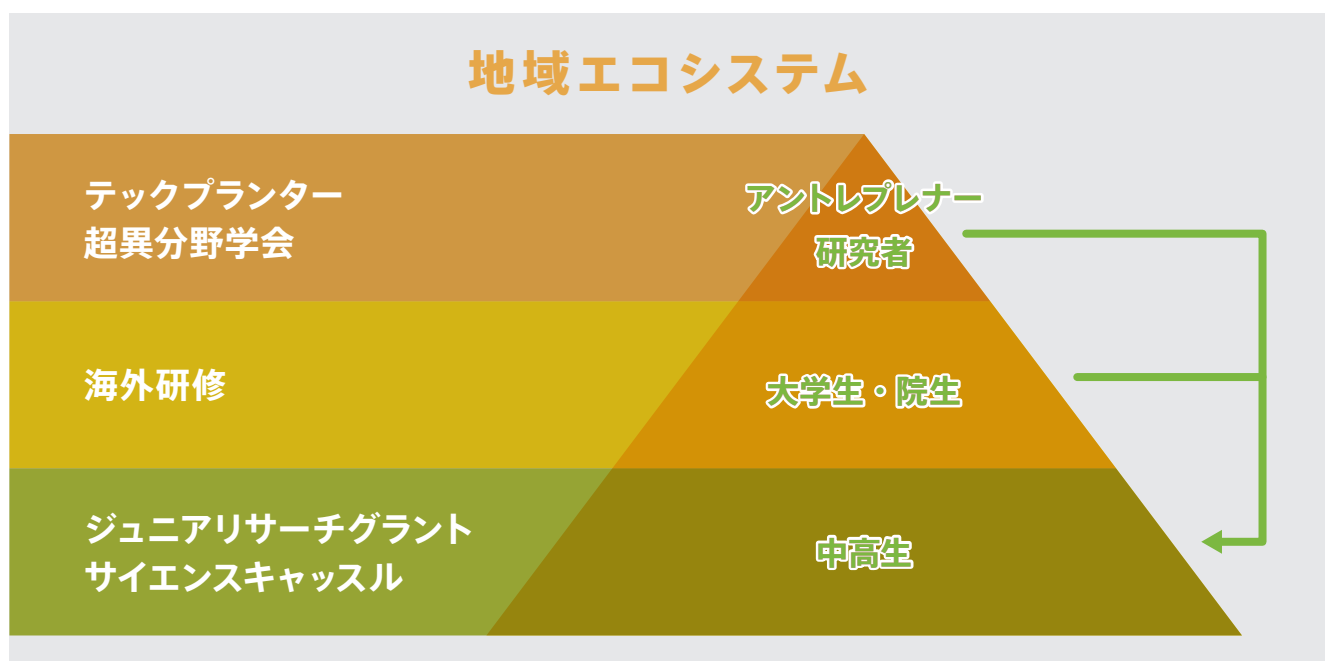 地域エコシステム
テックプランター
超異分野学会
アントレプレナー
研究者
海外研修
大学生・院生
ジュニアリサーチグラント
サイエンスキャッスル
中高生